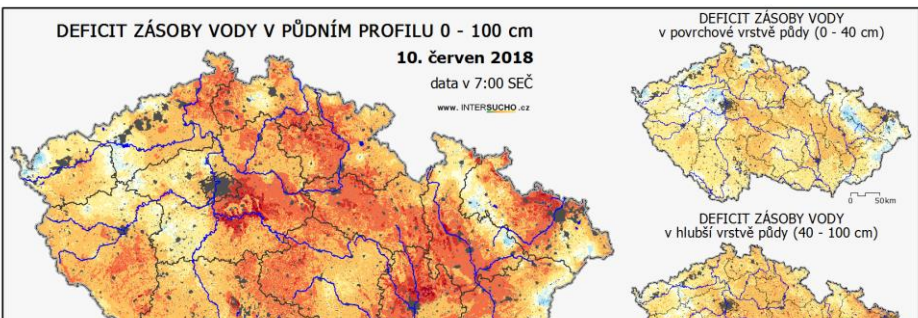 DEFICIT ZÁSOBY VODY V PŮDNÍM PROFILU 0 - 100 cm
10. červen 2018
data v 7:00 SEČ
www. INTERSUCHO .cz
DEFICIT ZÁSOBY VODY
v povrchové vrstvě půdy (0 - 40 cm)
0 50km
DEFICIT ZÁSOBY VODY
v hlubší vrstvě půdy (40 - 100 cm)